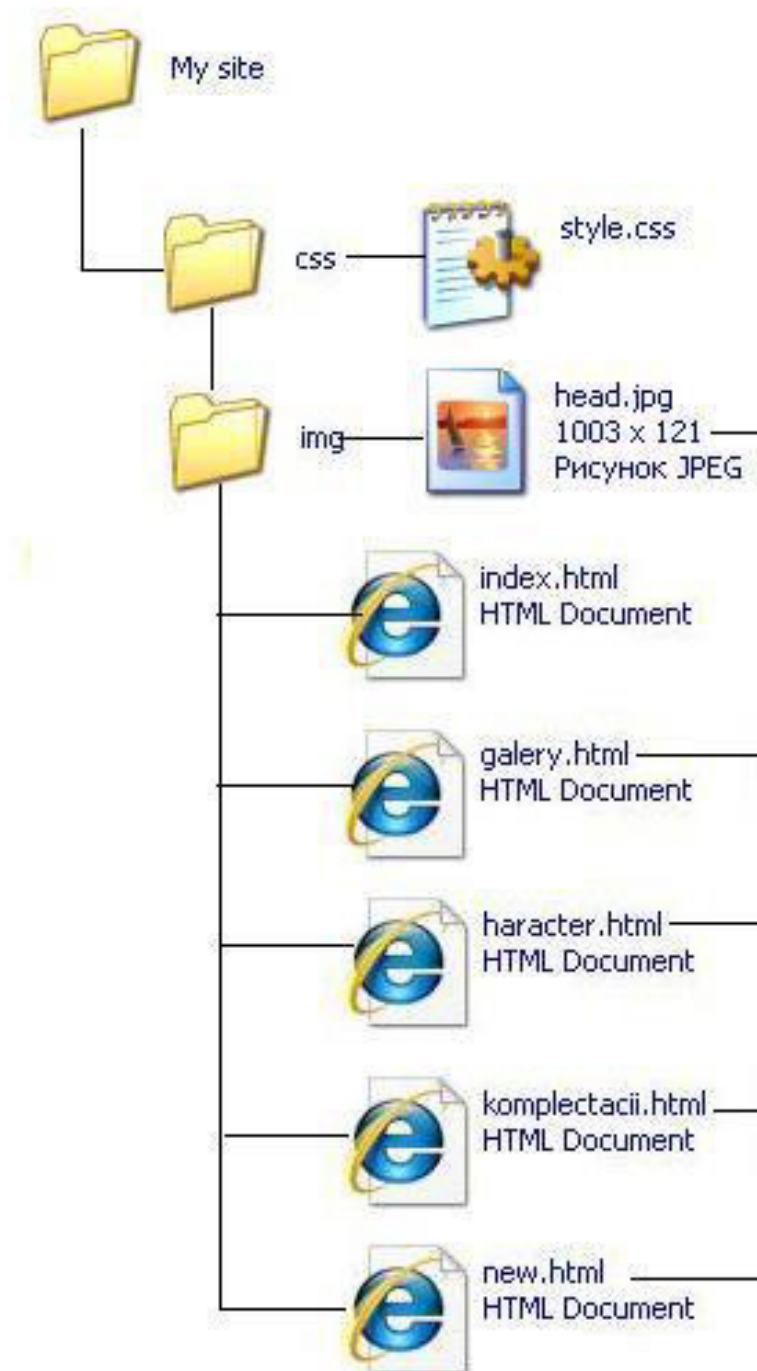 My site
css
style.css
img
head.jpg
1003 x 121
Рисунок JPEG
index.html
HTML Document
galery.html
HTML Document
haracter.html
HTML Document
komplectacii.html
HTML Document
new.html
HTML Document